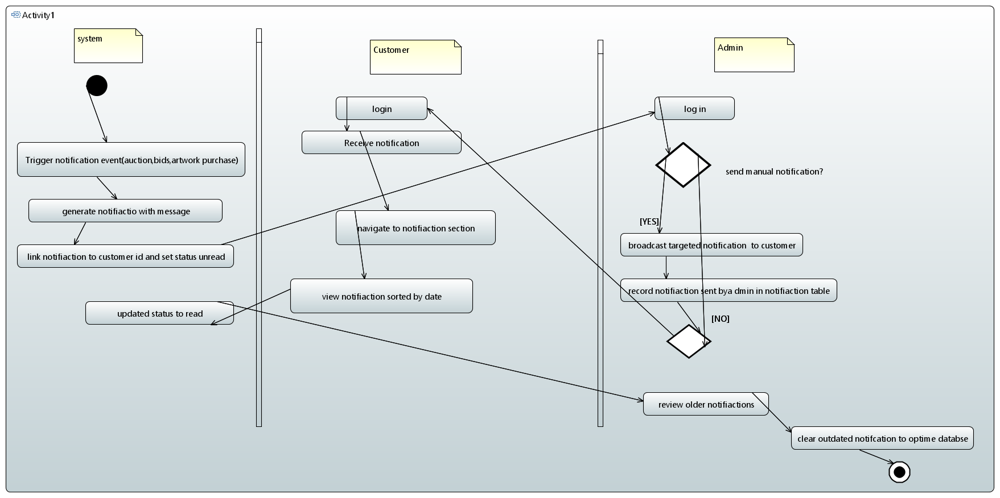 Activity1
system
Customer
Admin
login
log in
Receive notification
Trigger notification event(auction,bids,artwork purchase)
send manual notification?
generate notifiactio with message
[YES]
navigate to notifiaction section
broadcast targeted notification  to customer
link notifiaction to customer id and set status unread
view notifiaction sorted by date
record notifiaction sent bya dmin in notifiaction table
updated status to read
[NO]
review older notifiactions
clear outdated notifcation to optime databse